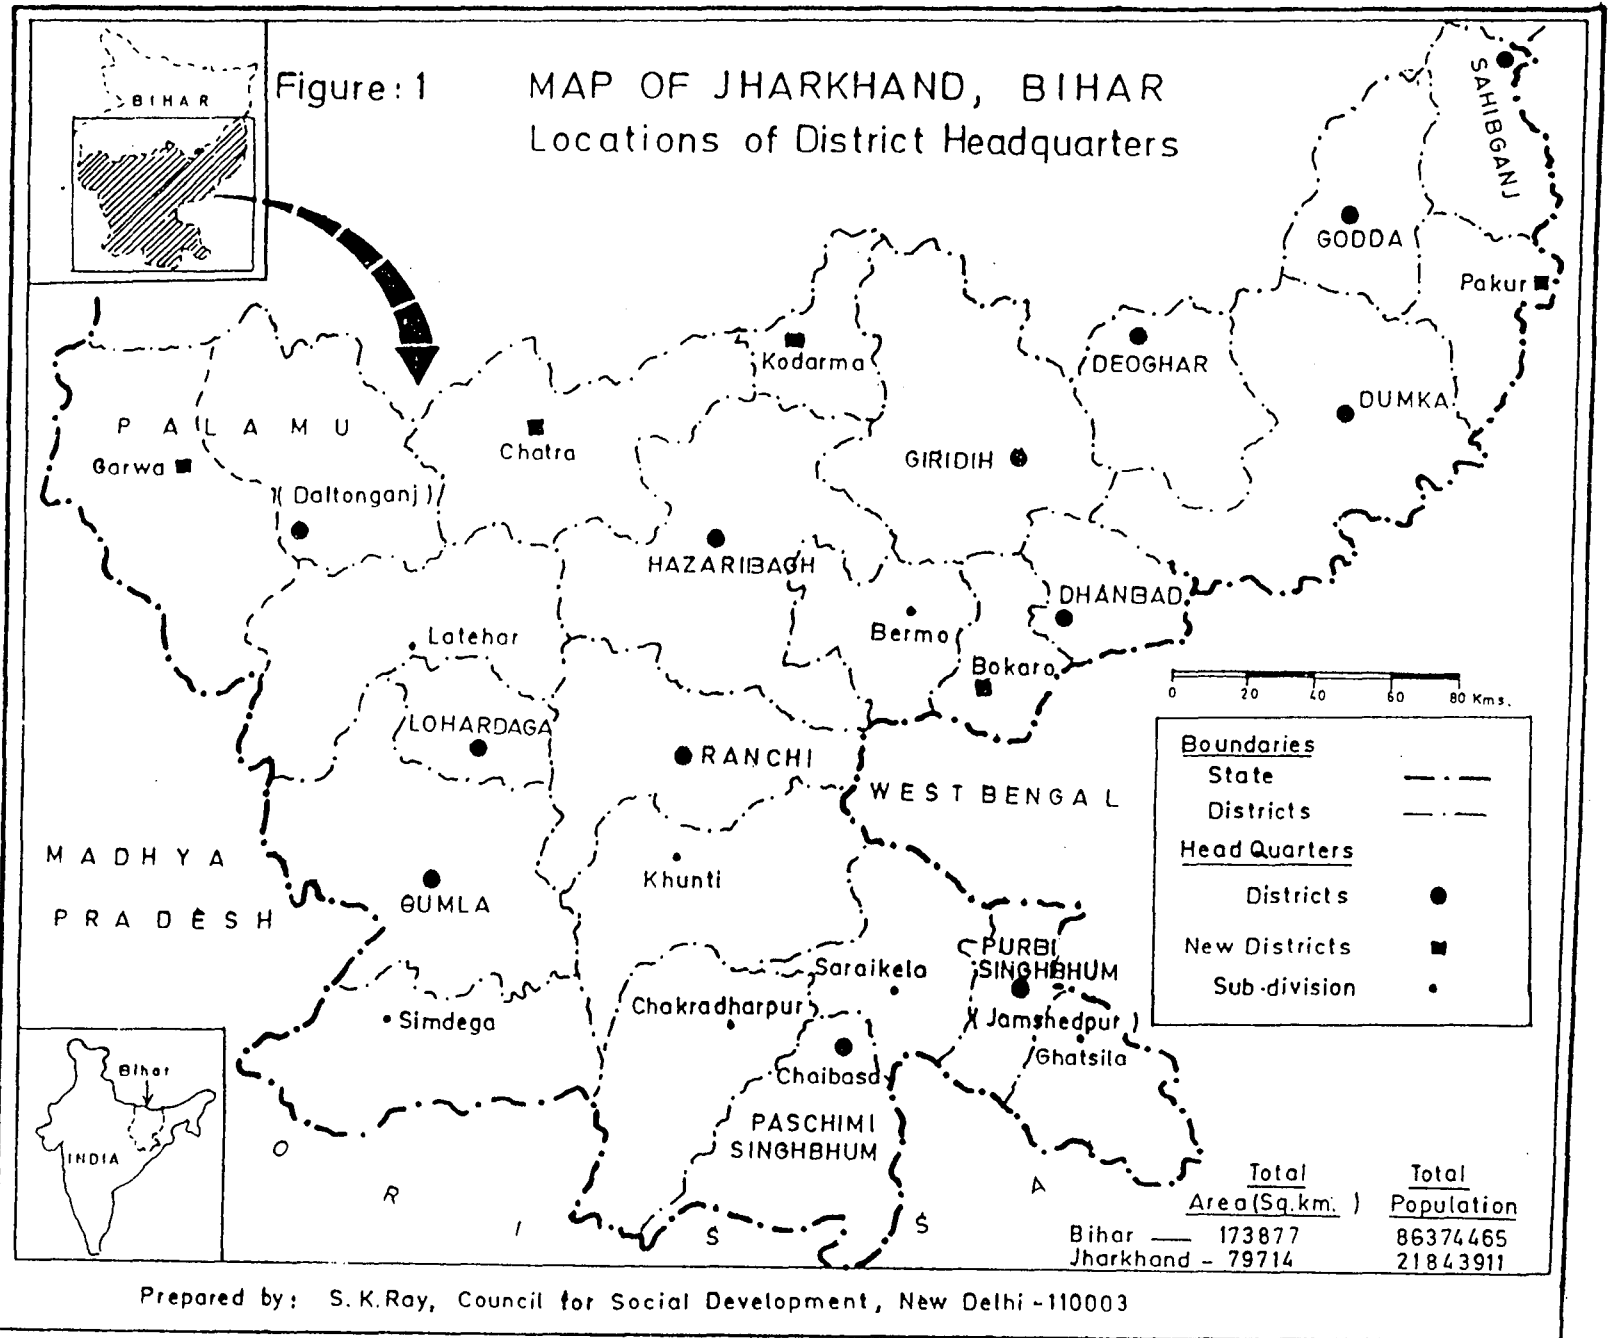 BIHAR
Figure: 1
MAP OF JHARKHAND, BIHAR
Locations of District Headquarters
SAHIBGANJ
GODDA
Pakur
Kodarma
DEOGHAR
DUMKA
PALAMU
Chatra
Garwa
GIRIDIH
(Daltonganj)
HAZARIBAGH
DHANBAD
Latehar
Bermo
Bokaro
0 20 40 60 80 Kms.
LOHARDAGA
RANCHI
WEST BENGAL
Boundaries
State
Districts
Head Quarters
Districts
New Districts
Sub-division
MADHYA
PRADESH
Khunti
GUMLA
PURBI
SINGHBHUM
Saraikela
Chakradharpur
(Jamshedpur)
Simdega
Ghatsila
Chaibasa
Bihar
INDIA
PASCHIMI
SINGHBHUM
ORISSA
Total Total
Area (Sq.km. ) Population
Bihar — 173877 86374465
Jharkhand - 79714 21843911
Prepared by: S.K.Ray, Council for Social Development, New Delhi-110003